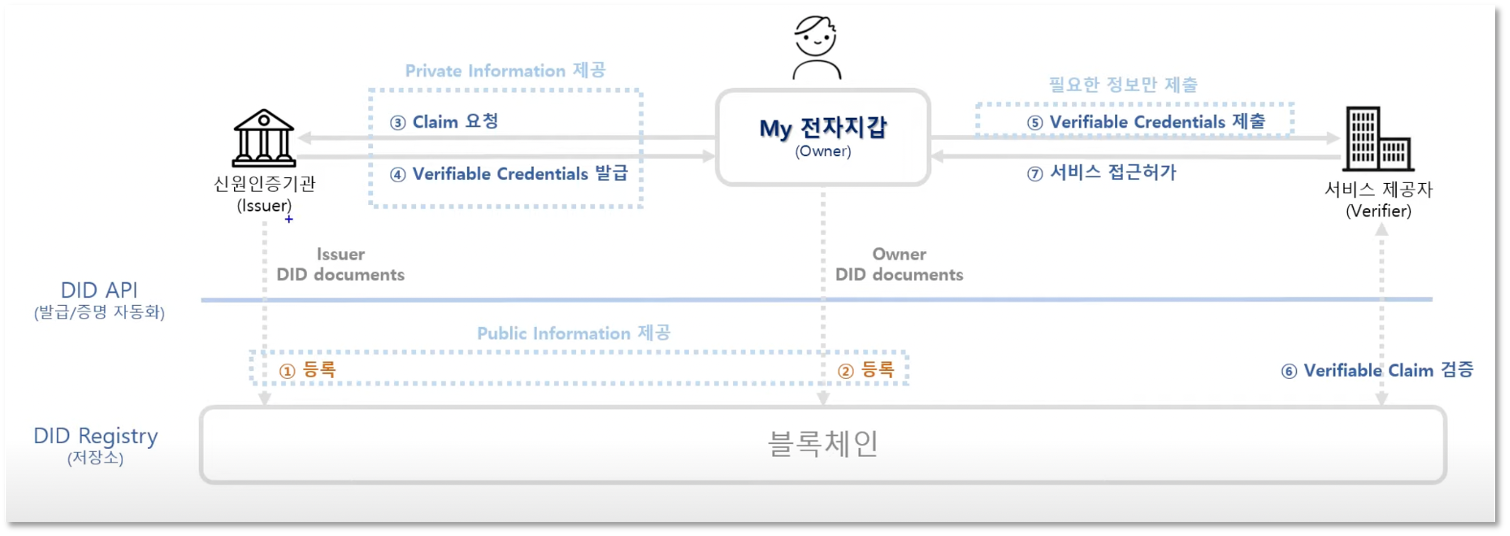 Private Information 제공
필요한 정보만 제출
③ Claim 요청
My 전자지갑
(Owner)
⑤ Verifiable Credentials 제출
④ Verifiable Credentials 발급
⑦ 서비스 접근허가
신원인증기관
(Issuer)
서비스 제공자
(Verifier)
Issuer
DID documents
Owner
DID documents
DID API
(발급/증명 자동화)
Public Information 제공
① 등록
② 등록
⑥ Verifiable Claim 검증
DID Registry
(저장소)
블록체인